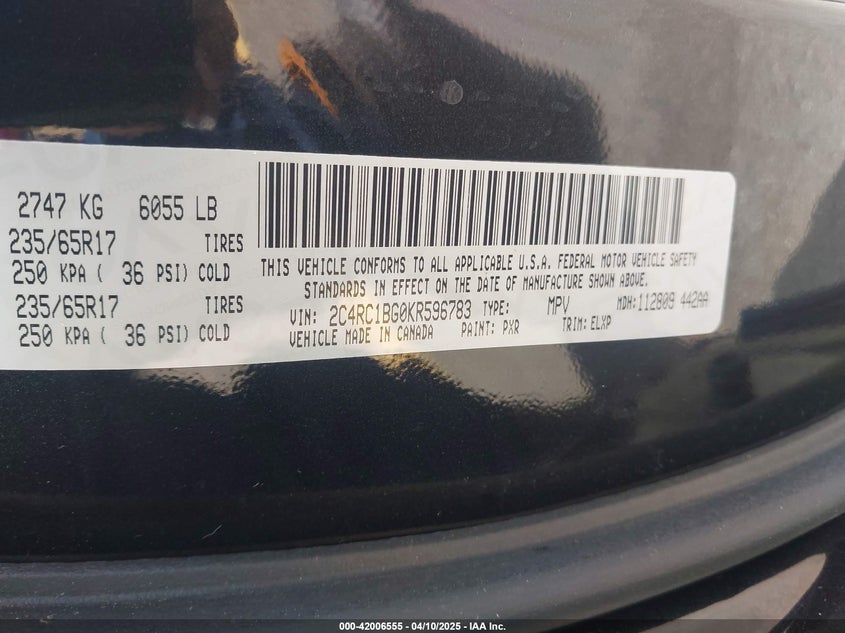 2747 KG 6055 LB
235/65R17 TIRES
250 KPA ( 36 PSI) COLD
235/65R17 TIRES
250 KPA ( 36 PSI) COLD
THIS VEHICLE CONFORMS TO ALL APPLICABLE U.S.A. FEDERAL MOTOR VEHICLE SAFETY
STANDARDS IN EFFECT ON THE DATE OF MANUFACTURE SHOWN ABOVE.
VIN: 2C4RC1BG0KR596783 TYPE: MPV MDH: 112809 442AA
VEHICLE MADE IN CANADA PAINT: PXR TRIM: ELXP
000-42006555 - 04/10/2025 - IAA Inc.